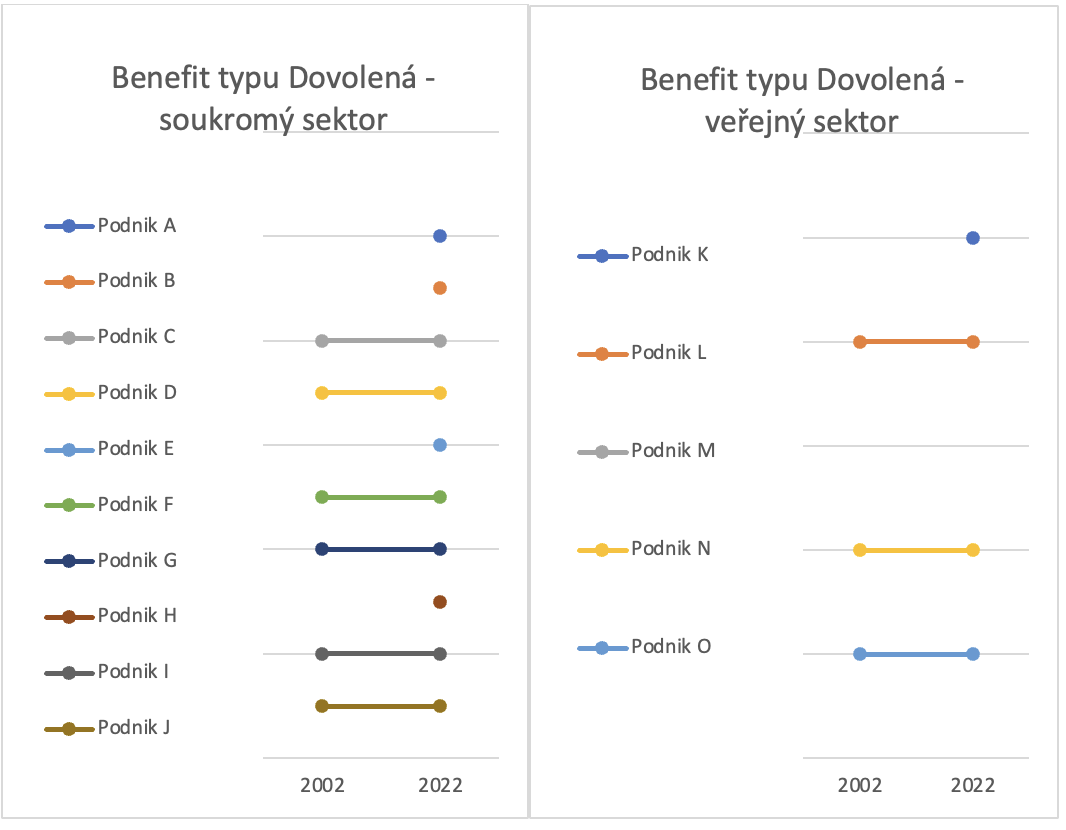 Benefit typu Dovolená -
soukromý sektor
Podnik A
Podnik B
Podnik C
Podnik D
Podnik E
Podnik F
Podnik G
Podnik H
Podnik I
Podnik J
2002 2022
Benefit typu Dovolená -
veřejný sektor
Podnik K
Podnik L
Podnik M
Podnik N
Podnik O
2002 2022